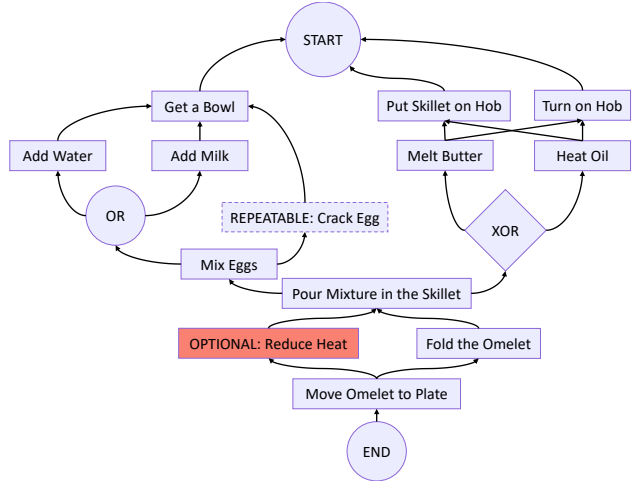 START
Get a Bowl
Put Skillet on Hob
Turn on Hob
Add Water
Add Milk
Melt Butter
Heat Oil
OR
REPEATABLE: Crack Egg
XOR
Mix Eggs
Pour Mixture in the Skillet
OPTIONAL: Reduce Heat
Fold the Omelet
Move Omelet to Plate
END